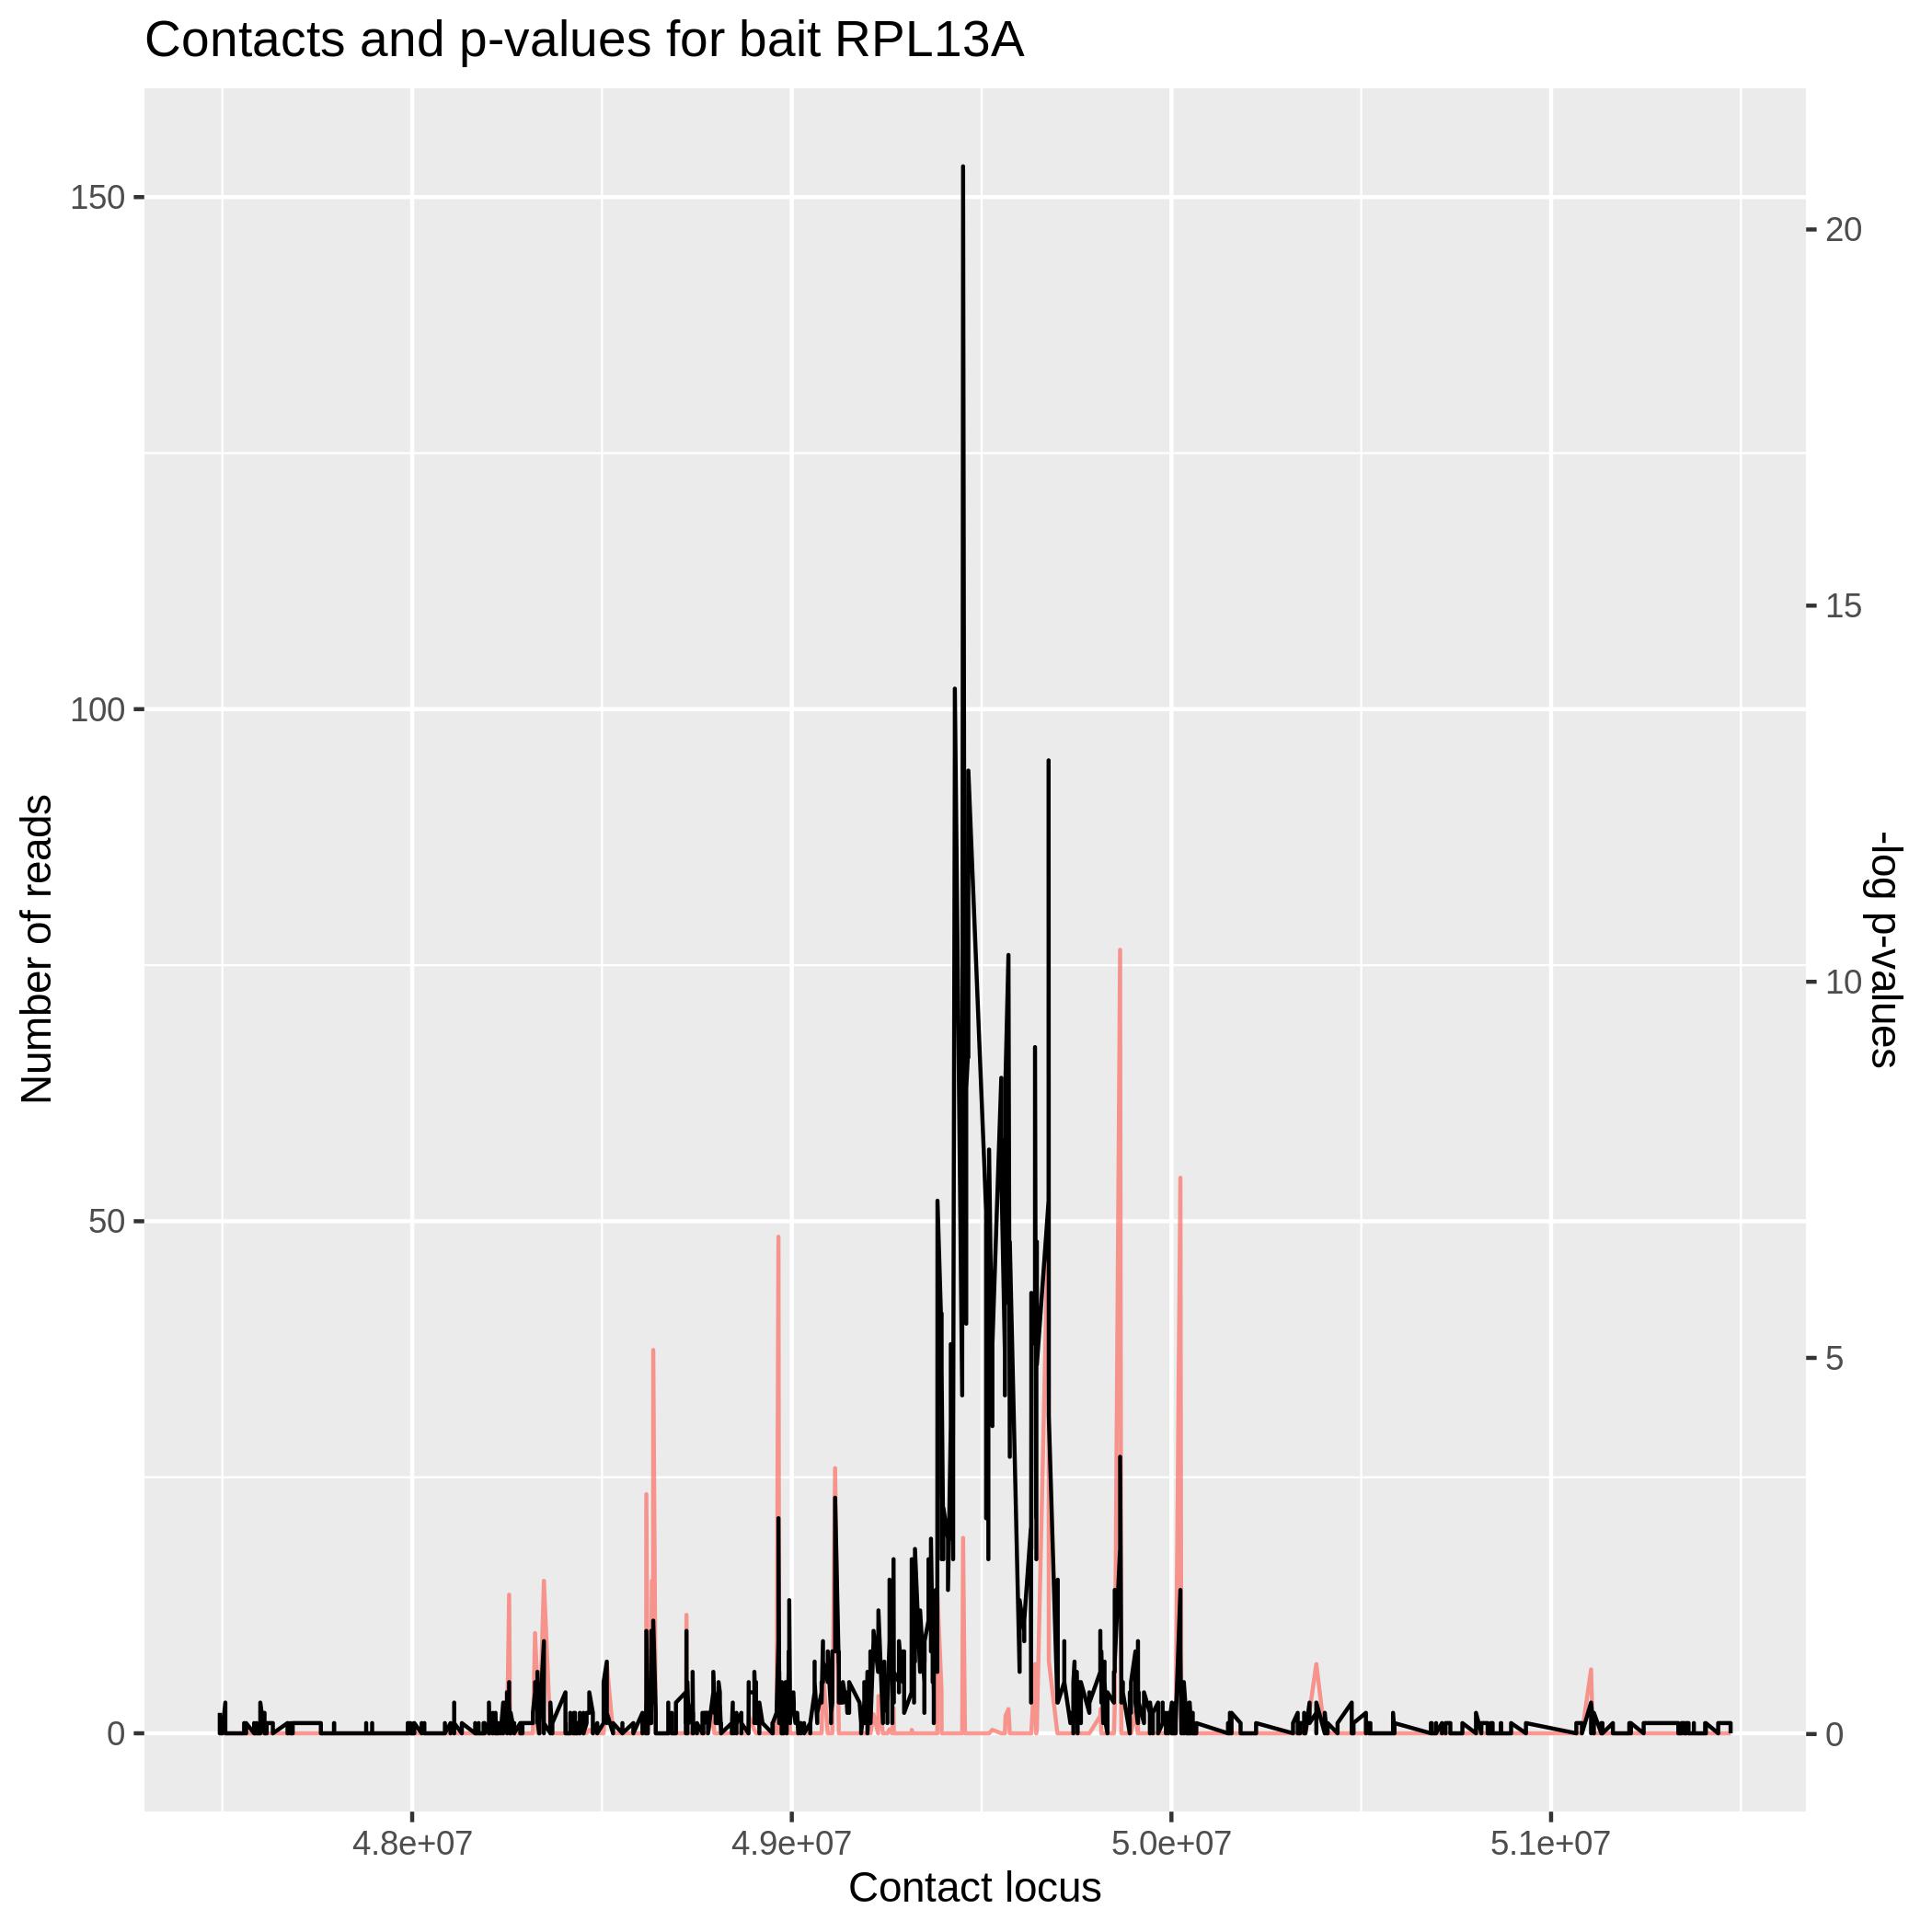 Contacts and p-values for bait RPL13A
150
100
50
0
Number of reads
20
15
10
5
0
-log p-values
4.8e+07
4.9e+07
5.0e+07
5.1e+07
Contact locus